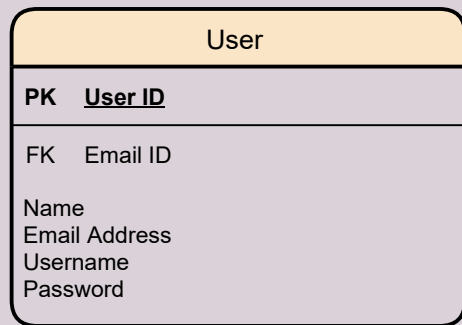 User
PK User ID
FK Email ID
Name
Email Address
Username
Password